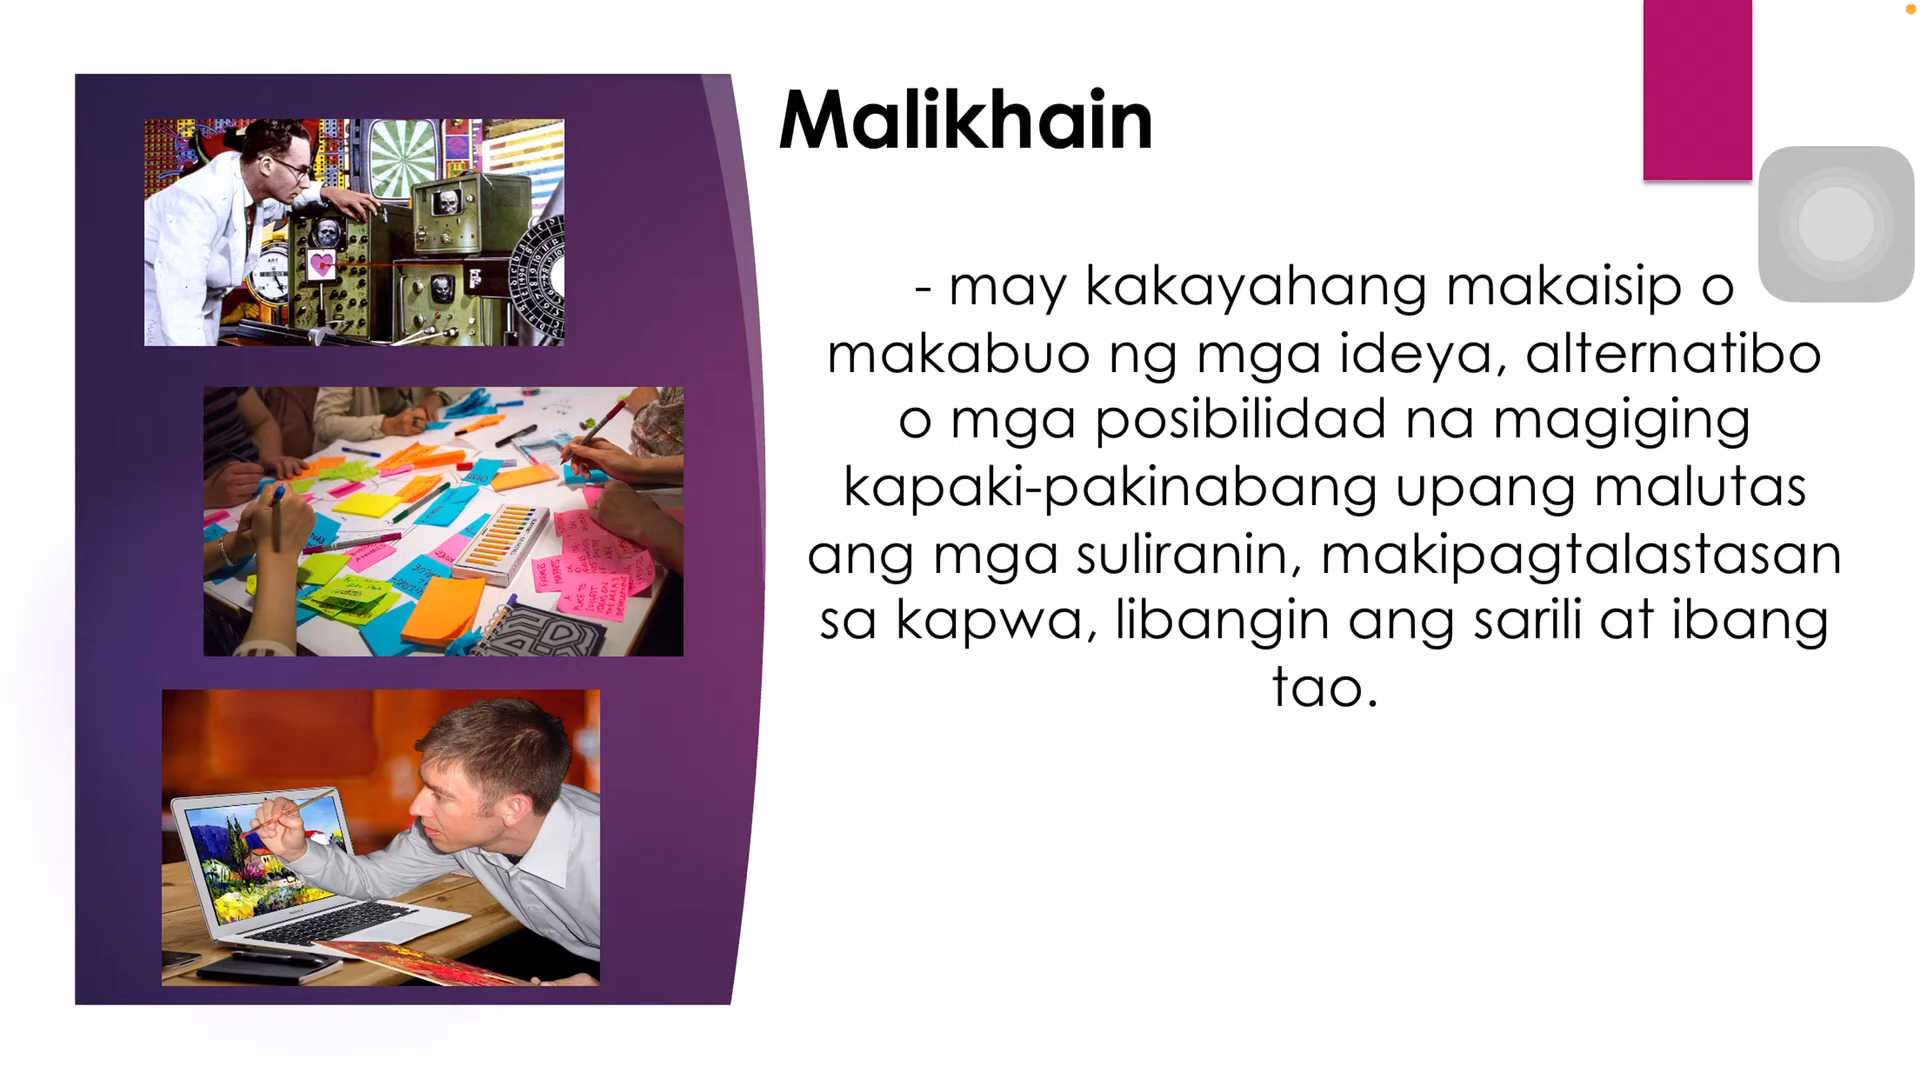 Malikhain
- may kakayahang makaisip o
makabuo ng mga ideya, alternatibo
o mga posibilidad na magiging
kapaki-pakinabang upang malutas
ang mga suliranin, makipagtalastasan
sa kapwa, libangin ang sarili at ibang
tao.